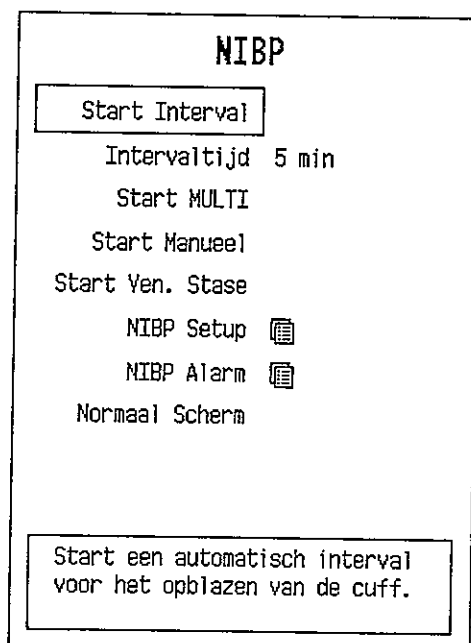 NIBP
Start Interval
Intervaltijd 5 min
Start MULTI
Start Manueel
Start Ven. Stase
NIBP Setup
NIBP Alarm
Normaal Scherm
Start een automatisch interval
voor het opblazen van de cuff.